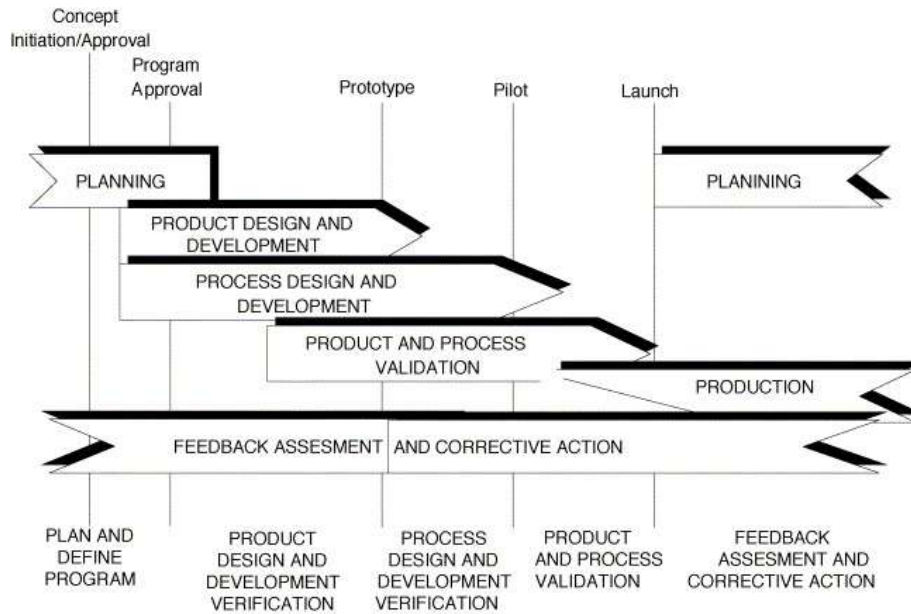 Concept
Initiation/Approval
Program
Approval
Prototype
Pilot
Launch
PLANNING
PLANINING
PRODUCT DESIGN AND
DEVELOPMENT
PROCESS DESIGN AND
DEVELOPMENT
PRODUCT AND PROCESS
VALIDATION
PRODUCTION
FEEDBACK ASSESMENT AND CORRECTIVE ACTION
PLAN AND
DEFINE
PROGRAM
PRODUCT
DESIGN AND
DEVELOPMENT
VERIFICATION
PROCESS
DESIGN AND
DEVELOPMENT
VERIFICATION
PRODUCT
AND PROCESS
VALIDATION
FEEDBACK
ASSESMENT AND
CORRECTIVE ACTION